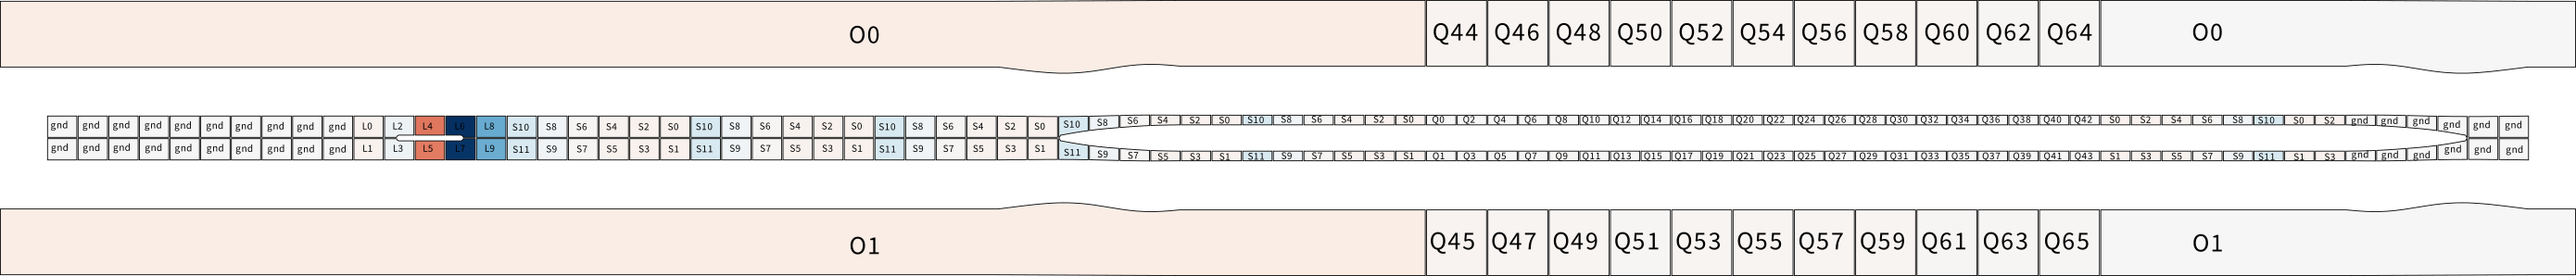 O0 Q44 Q46 Q48 Q50 Q52 Q54 Q56 Q58 Q60 Q62 Q64 O0
gnd gnd gnd gnd gnd gnd gnd gnd gnd gnd L0 L2 L4 L6 L8 S10 S8 S6 S4 S2 S0 S10 S8 S6 S4 S2 S0 S10 S8 S6 S4 S2 S0 S10 S8 S6 S4 S2 S0 S10 S8 S6 S4 S2 S0 Q0 Q2 Q4 Q6 Q8 Q10 Q12 Q14 Q16 Q18 Q20 Q22 Q24 Q26 Q28 Q30 Q32 Q34 Q36 Q38 Q40 Q42 S0 S2 S4 S6 S8 S10 S0 S2 gnd gnd gnd gnd gnd gnd
gnd gnd gnd gnd gnd gnd gnd gnd gnd gnd L1 L3 L5 L7 L9 S11 S9 S7 S5 S3 S1 S11 S9 S7 S5 S3 S1 S11 S9 S7 S5 S3 S1 S11 S9 S7 S5 S3 S1 S11 S9 S7 S5 S3 S1 Q1 Q3 Q5 Q7 Q9 Q11 Q13 Q15 Q17 Q19 Q21 Q23 Q25 Q27 Q29 Q31 Q33 Q35 Q37 Q39 Q41 Q43 S1 S3 S5 S7 S9 S11 S1 S3 gnd gnd gnd gnd gnd gnd
O1 Q45 Q47 Q49 Q51 Q53 Q55 Q57 Q59 Q61 Q63 Q65 O1